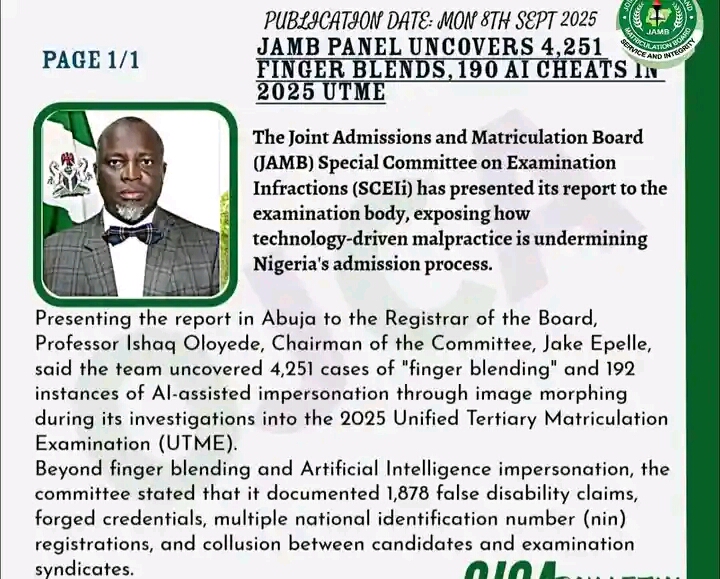 PUBLICATION DATE: MON 8TH SEPT 2025
PAGE 1/1
JAMB PANEL UNCOVERS 4,251
FINGER BLENDS, 190 AI CHEATS IN
2025 UTME
JAMB
MATRICULATION BOARD
SERVICE AND INTEGRITY
The Joint Admissions and Matriculation Board
(JAMB) Special Committee on Examination
Infractions (SCEIi) has presented its report to the
examination body, exposing how
technology-driven malpractice is undermining
Nigeria's admission process.
Presenting the report in Abuja to the Registrar of the Board,
Professor Ishaq Oloyede, Chairman of the Committee, Jake Epelle,
said the team uncovered 4,251 cases of "finger blending" and 192
instances of AI-assisted impersonation through image morphing
during its investigations into the 2025 Unified Tertiary Matriculation
Examination (UTME).
Beyond finger blending and Artificial Intelligence impersonation, the
committee stated that it documented 1,878 false disability claims,
forged credentials, multiple national identification number (nin)
registrations, and collusion between candidates and examination
syndicates.